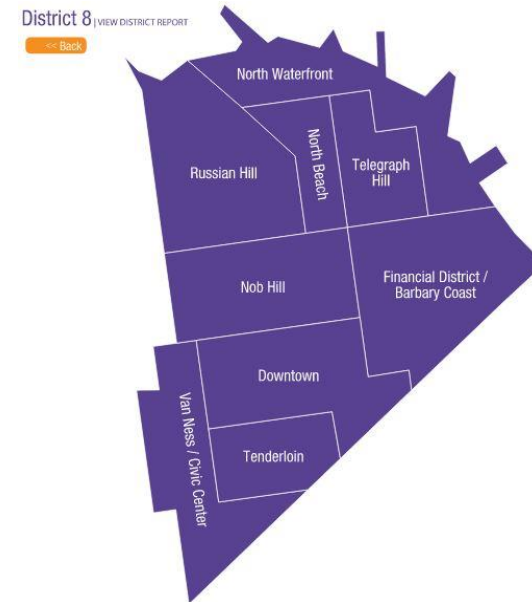 District 8 | VIEW DISTRICT REPORT
<< Back
North Waterfront
North Beach
Russian Hill
Telegraph
Hill
Nob Hill
Financial District /
Barbary Coast
Downtown
Van Ness / Civic Center
Tenderloin